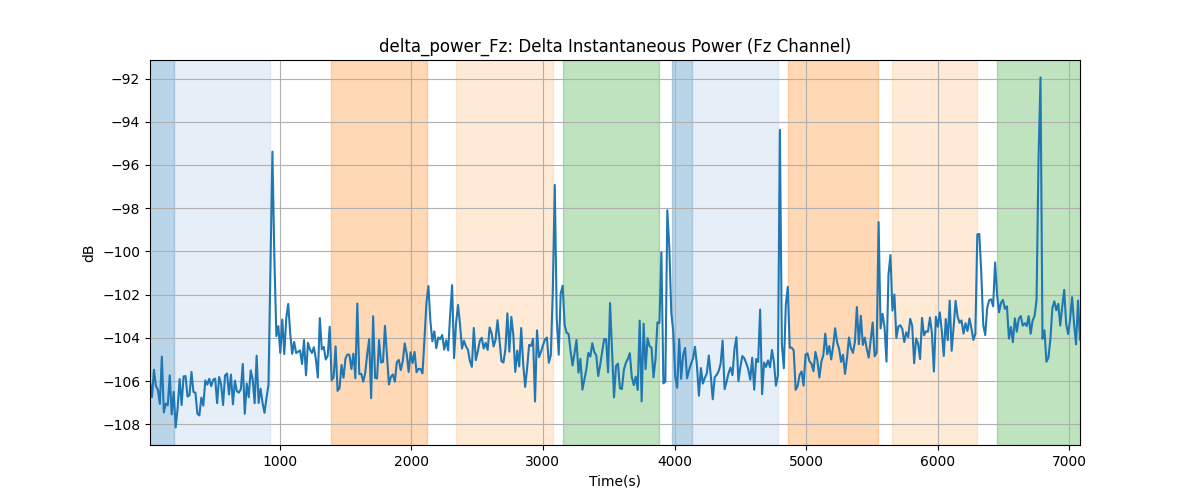 delta_power_Fz: Delta Instantaneous Power (Fz Channel)
dB
−92
−94
−96
−98
−100
−102
−104
−106
−108
1000 2000 3000 4000 5000 6000 7000
Time(s)